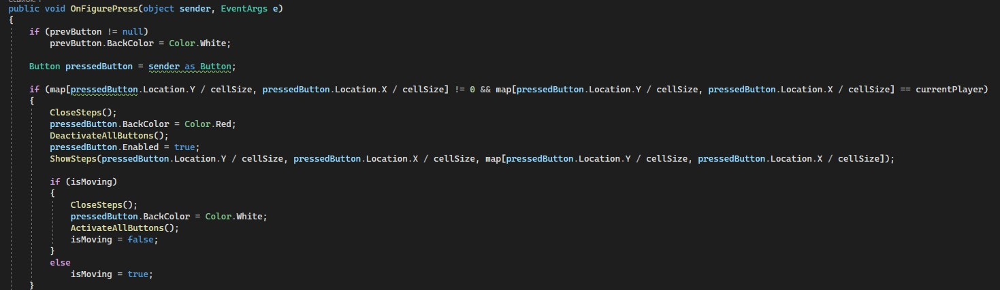 public void OnFigurePress(object sender, EventArgs e)
{
if (prevButton != null)
prevButton.BackColor = Color.White;
Button pressedButton = sender as Button;
if (map[pressedButton.Location.Y / cellSize, pressedButton.Location.X / cellSize] != 0 && map[pressedButton.Location.Y / cellSize, pressedButton.Location.X / cellSize] == currentPlayer)
{
CloseSteps();
pressedButton.BackColor = Color.Red;
DeactivateAllButtons();
pressedButton.Enabled = true;
ShowSteps(pressedButton.Location.Y / cellSize, pressedButton.Location.X / cellSize, map[pressedButton.Location.Y / cellSize, pressedButton.Location.X / cellSize]);
if (isMoving)
{
CloseSteps();
pressedButton.BackColor = Color.White;
ActivateAllButtons();
isMoving = false;
}
else
isMoving = true;
}